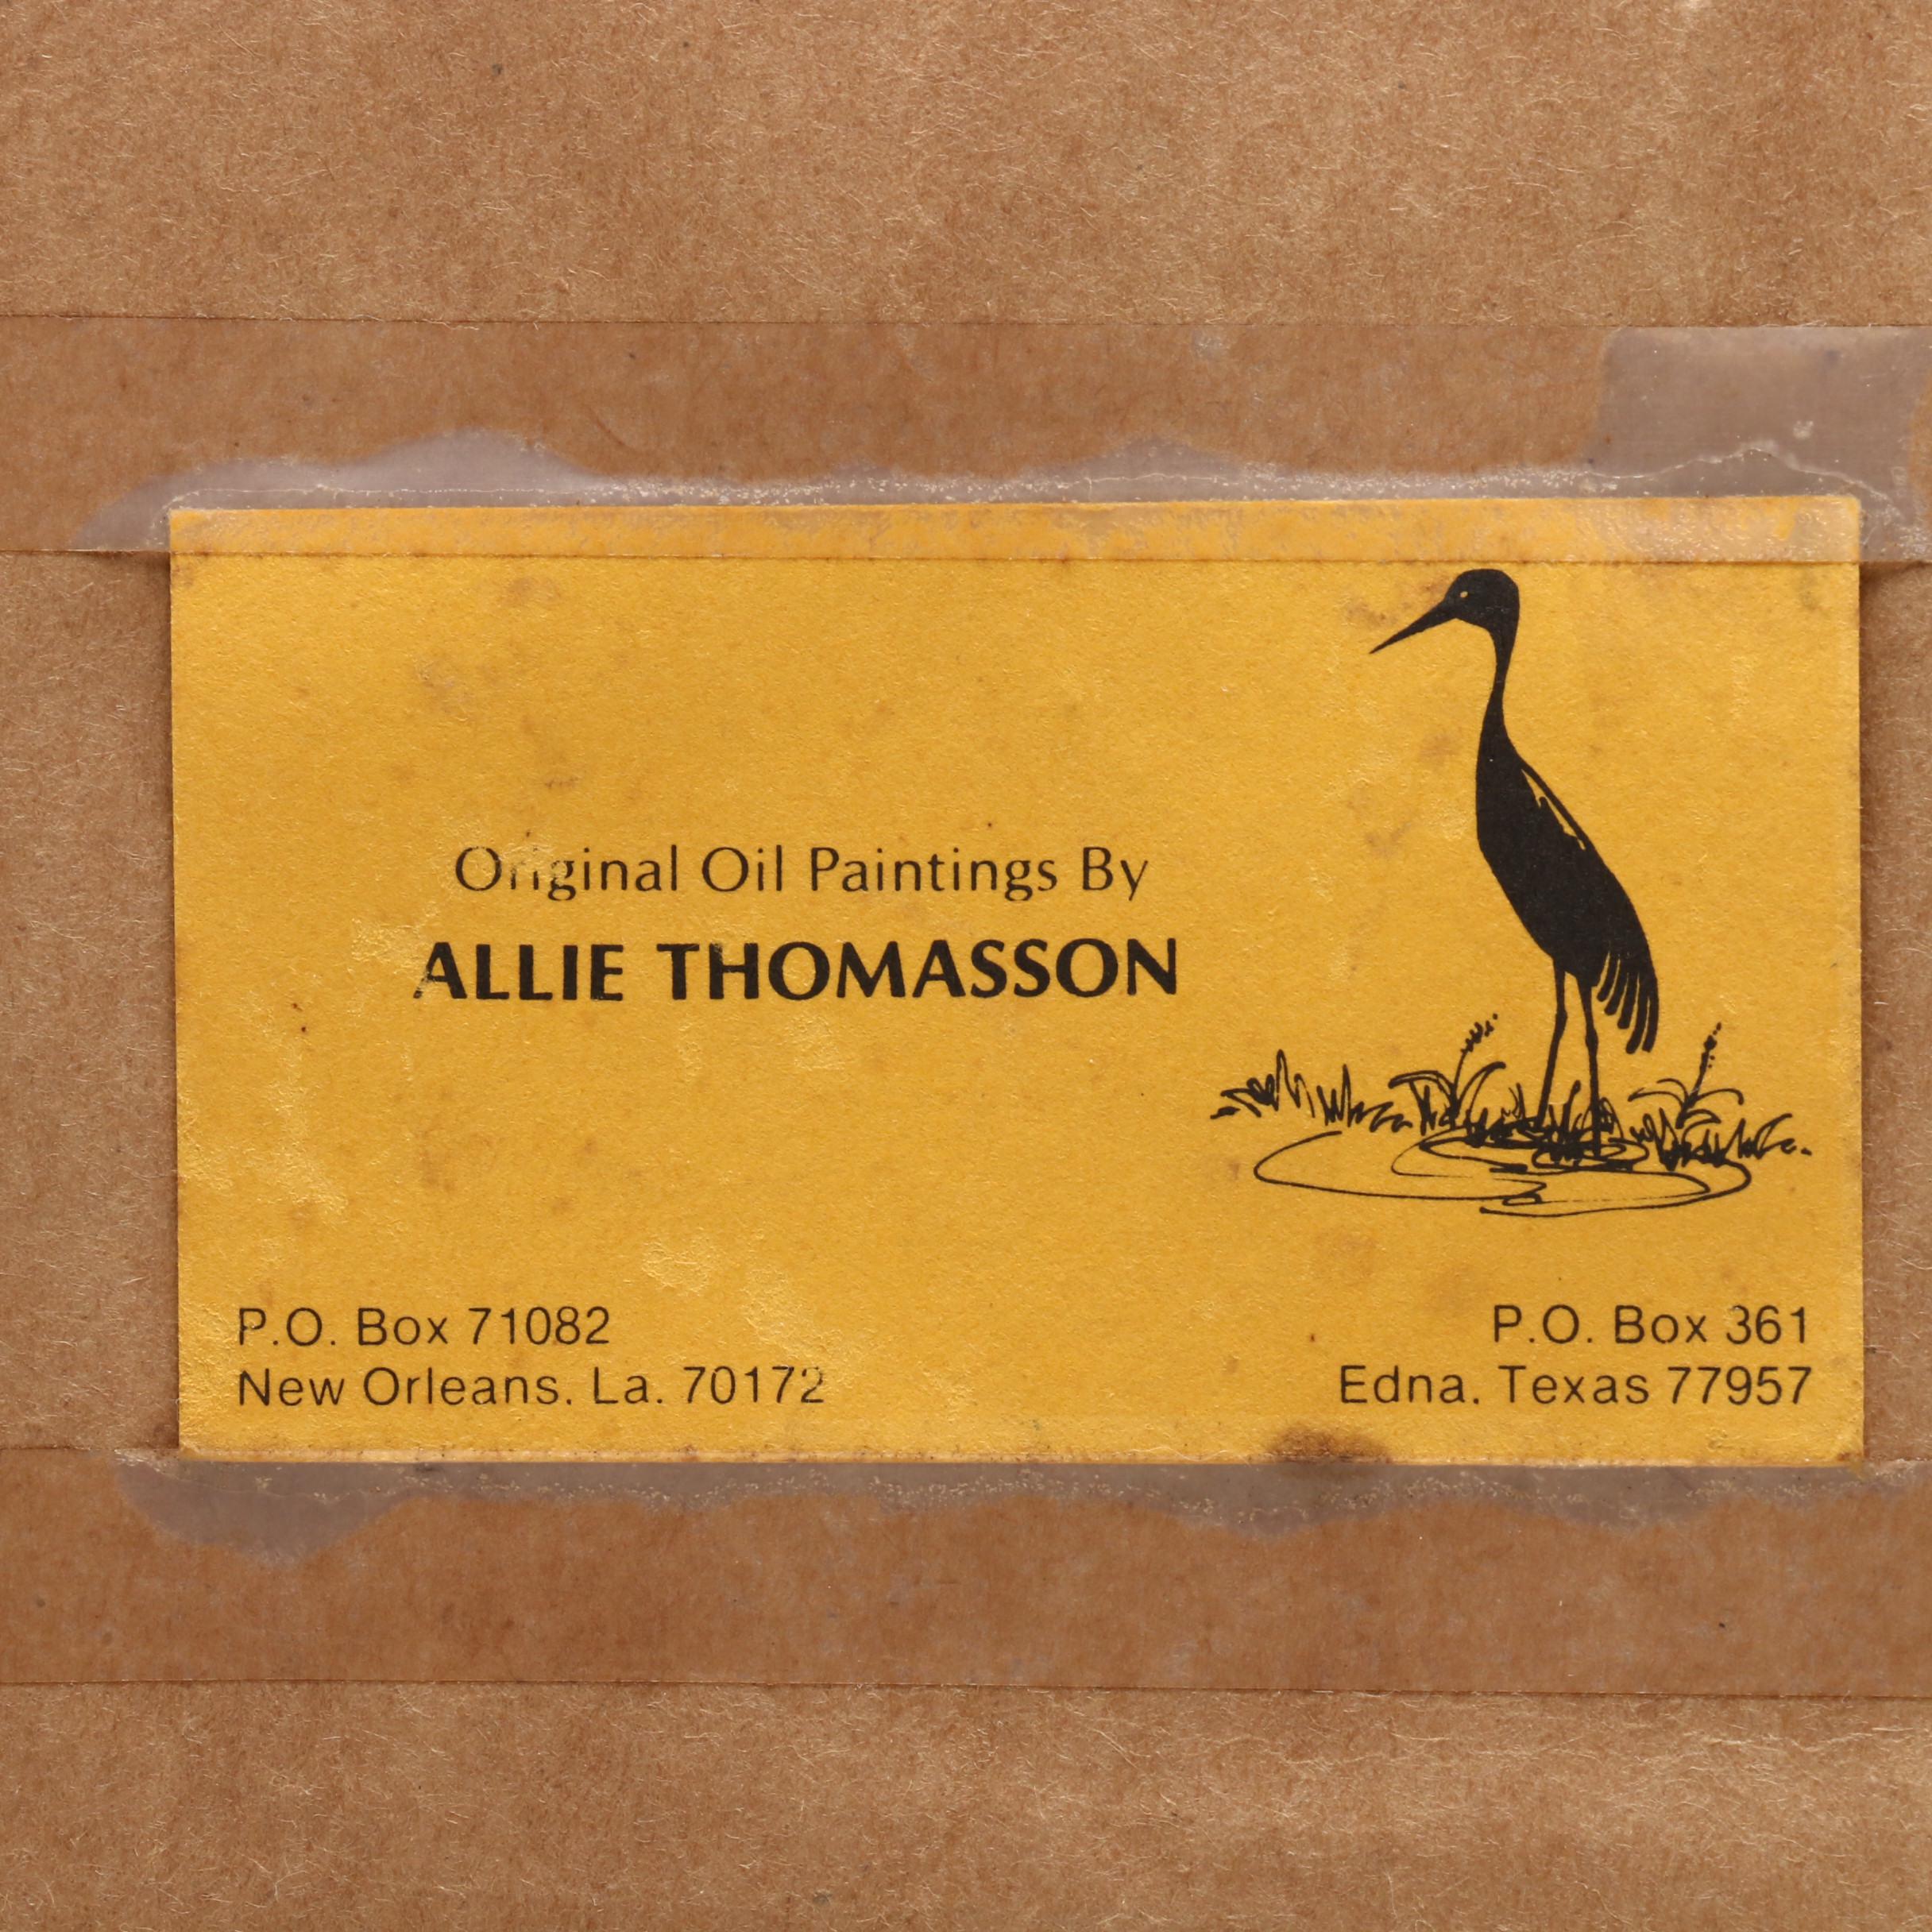 Original Oil Paintings By
ALLIE THOMASSON
P.O. Box 71082
New Orleans, La. 70172
P.O. Box 361
Edna, Texas 77957